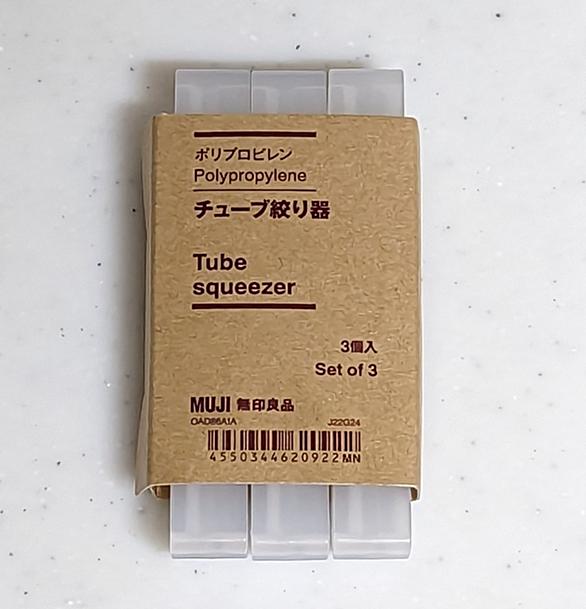 ポリプロピレン
Polypropylene
チューブ絞り器
Tube
squeezer
3個入
Set of 3
MUJI 無印良品
OAD86A1A J22G24
4550344620922MN